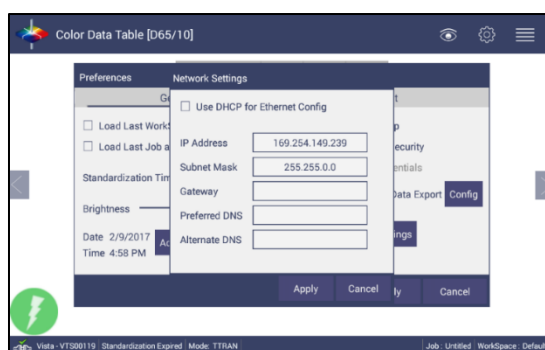 Color Data Table [D65/10]
Preferences
Network Settings
Use DHCP for Ethernet Config
Load Last
Load Last Job
IP Address 169.254.149.239
ecurity
Subnet Mask 255.255.0.0
entials
Standardization
Gateway
Data Export Config
Preferred DNS
Brightness
Alternate DNS
ings
Date 2/9/2017
Time 4:58 PM
Apply Cancel
ly Cancel
Vista - VTS00119 Standardization Expired Mode: TTRAN Job : Untitled WorkSpace : Defaul